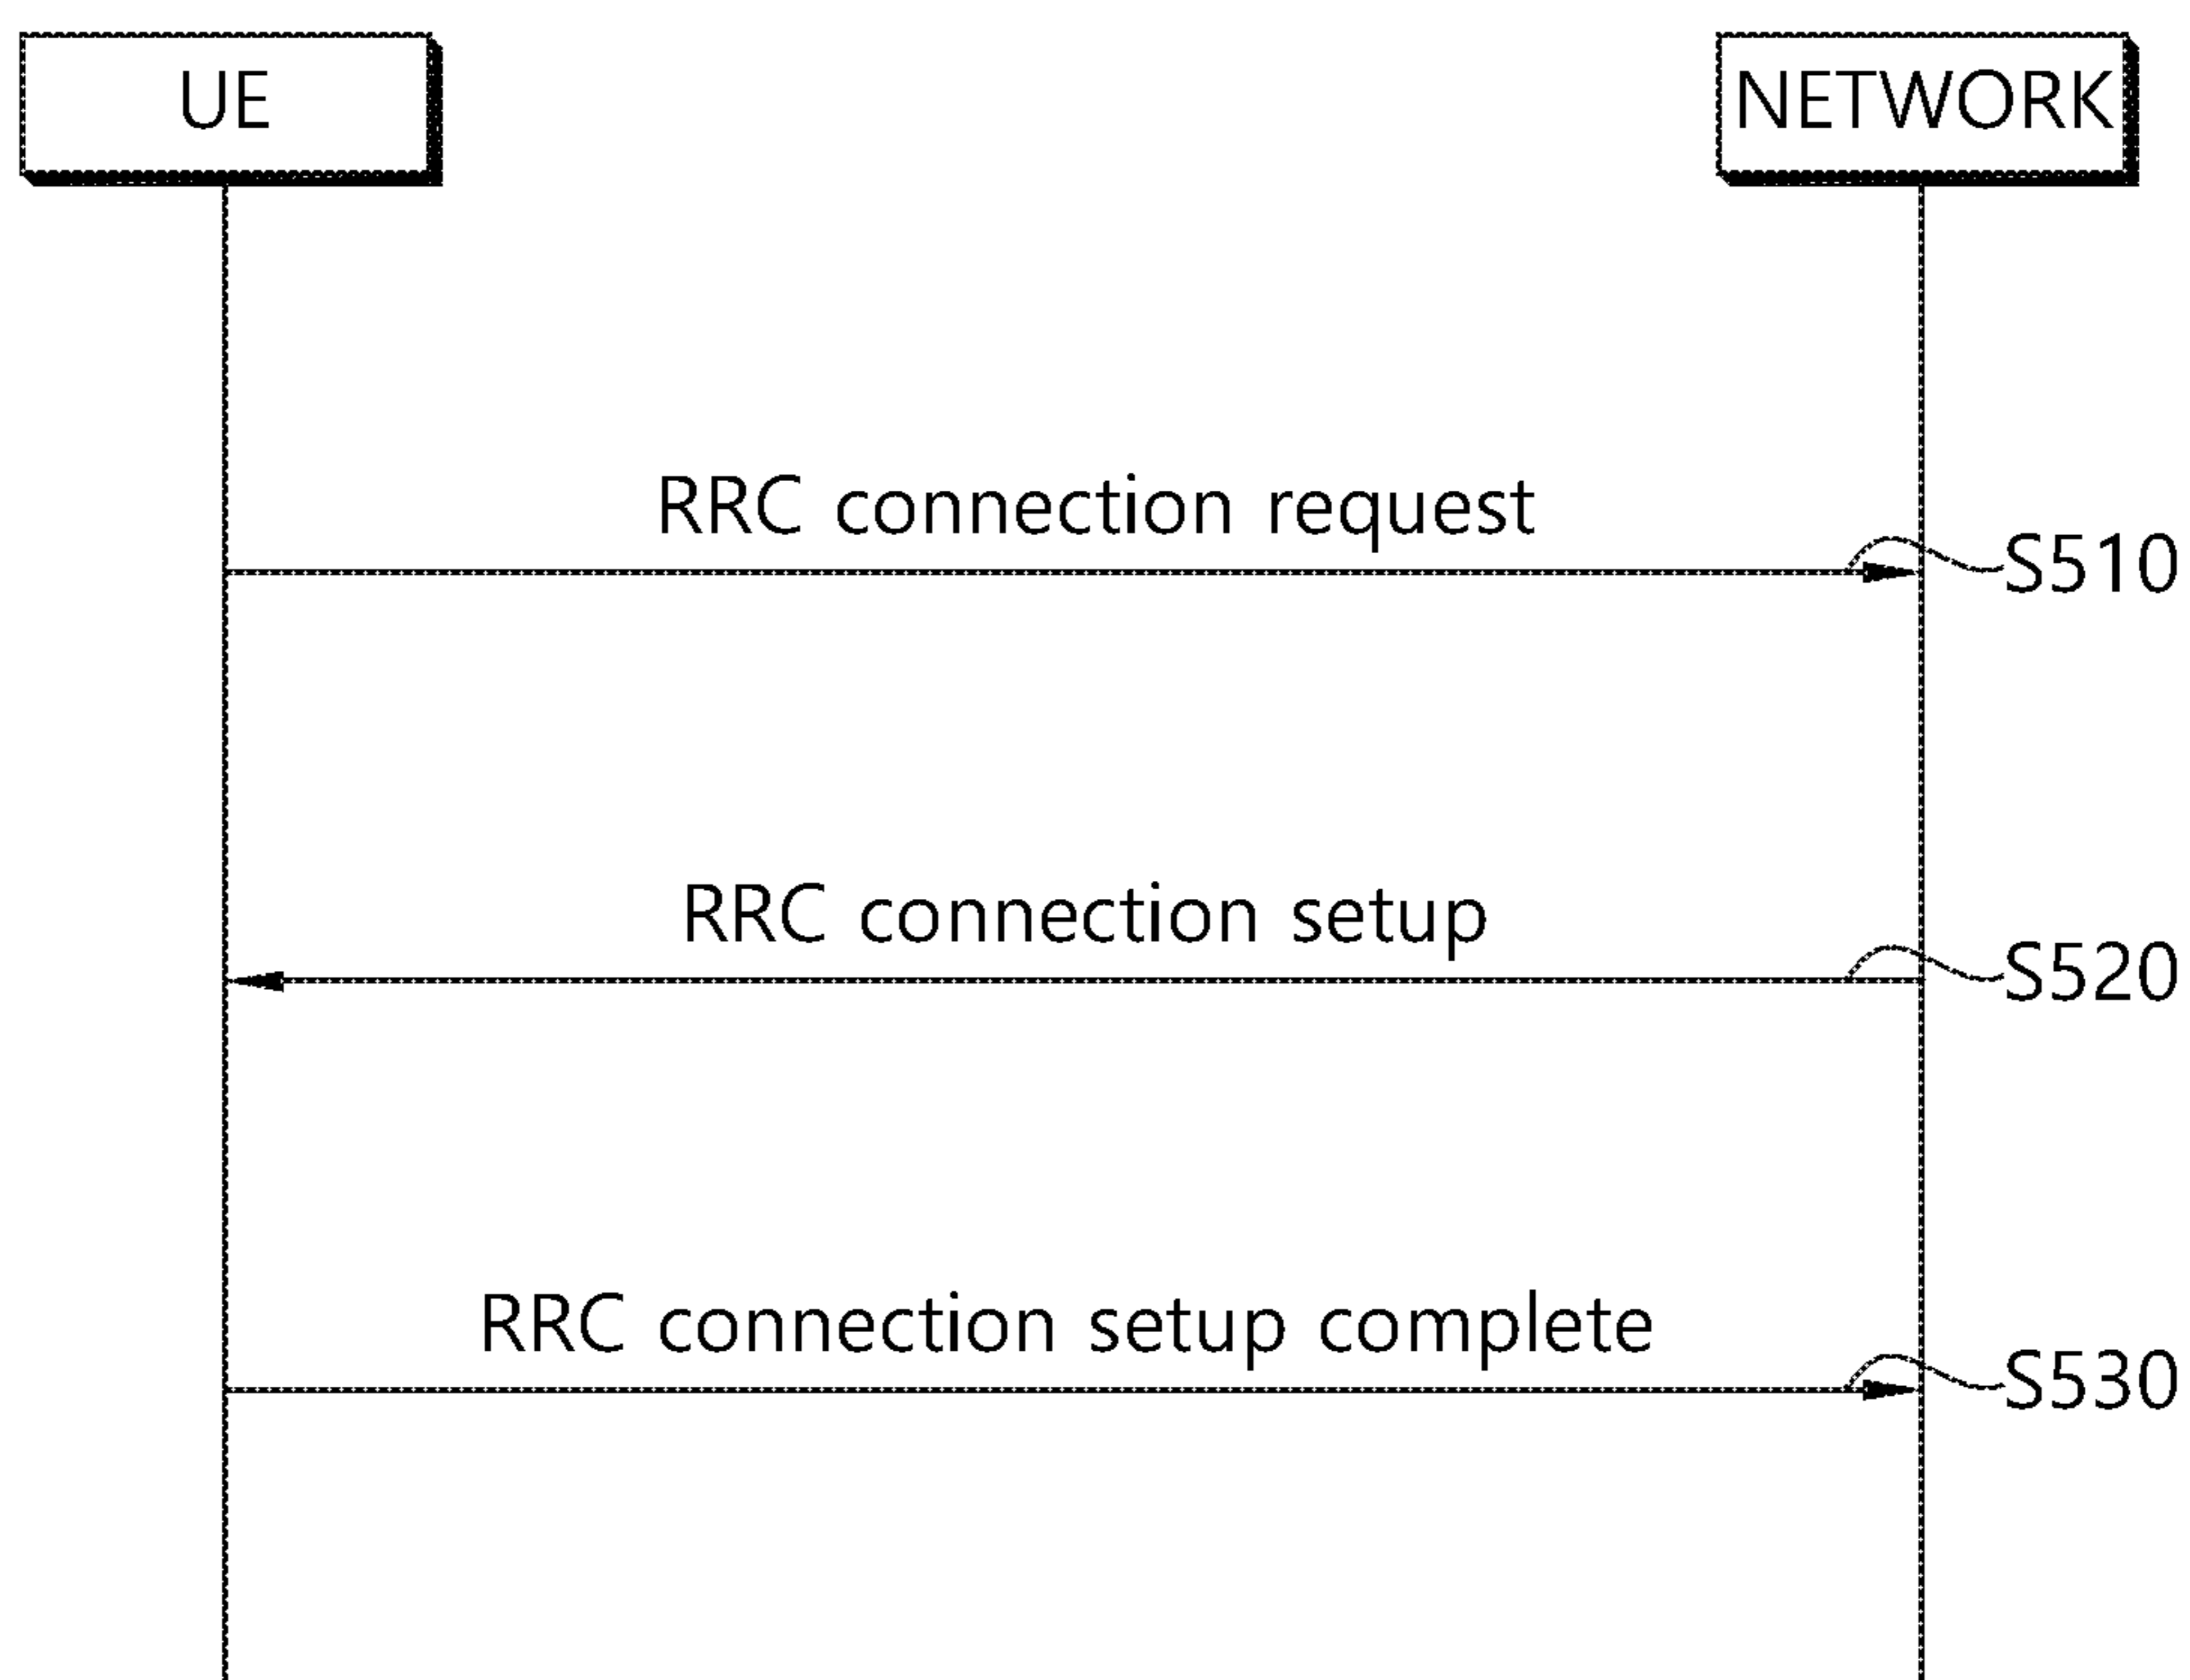 UE
NETWORK
RRC connection request
S510
RRC connection setup
S520
RRC connection setup complete
S530